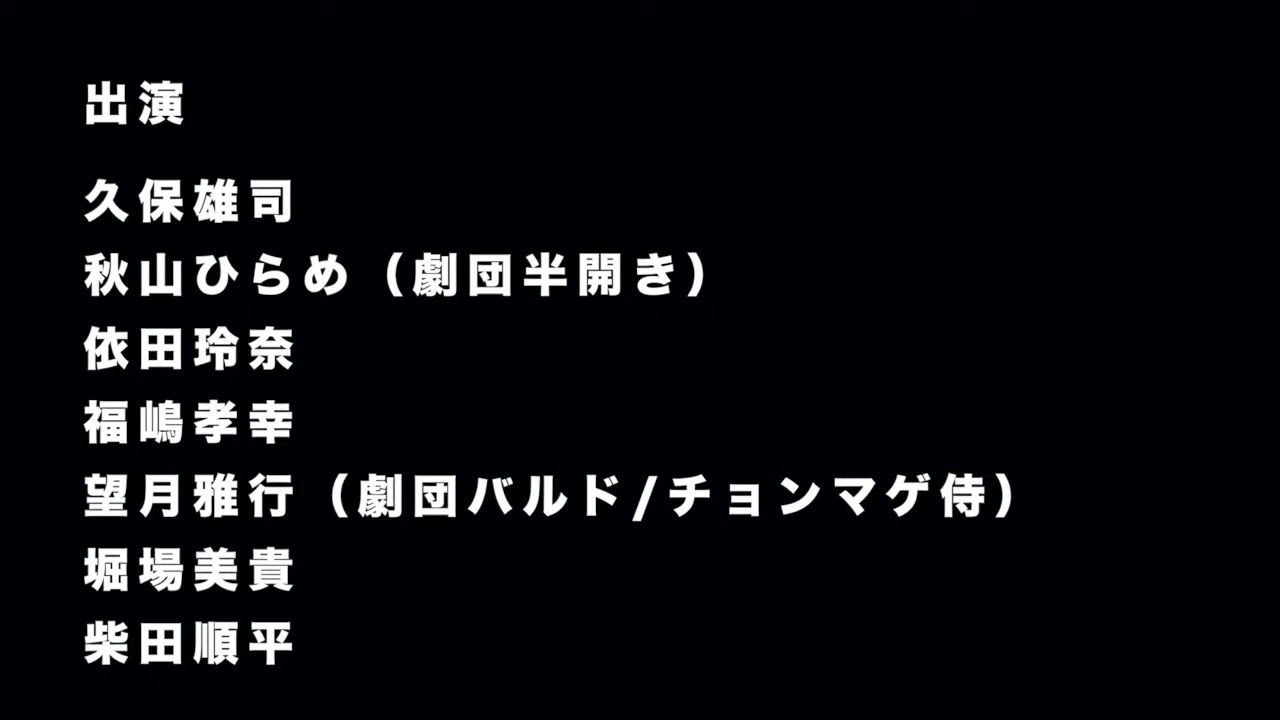 出演
久保雄司
秋山ひらめ（劇団半開き）
依田玲奈
福嶋孝幸
望月雅行（劇団バルド/チョンマゲ侍）
堀場美貴
柴田順平